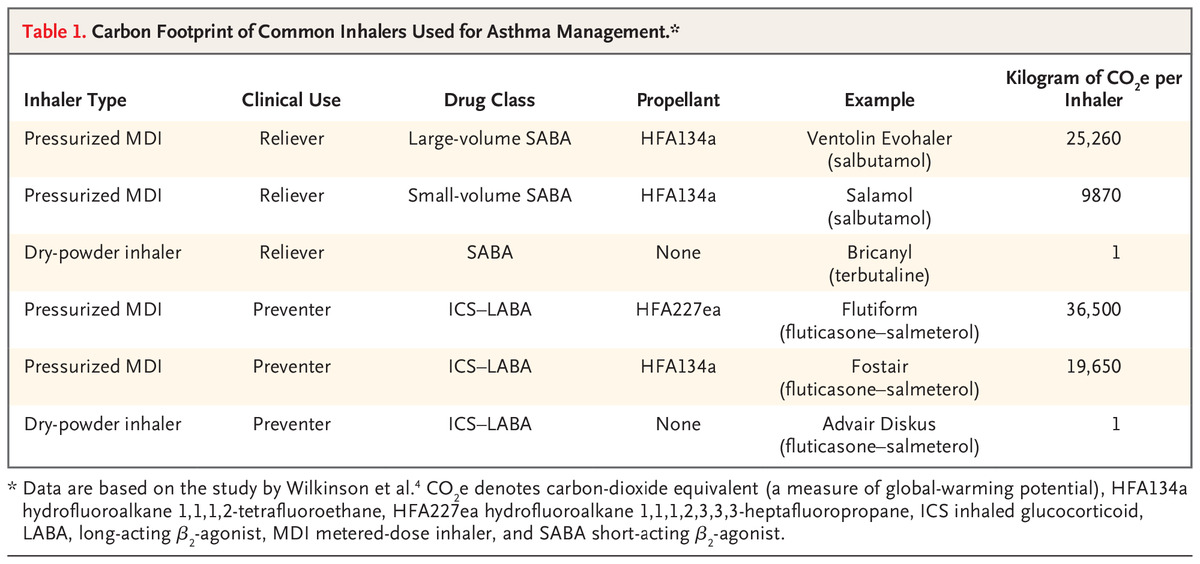 Table 1. Carbon Footprint of Common Inhalers Used for Asthma Management.*
Inhaler Type Clinical Use Drug Class Propellant Example Kilogram of CO₂e per Inhaler
Pressurized MDI Reliever Large-volume SABA HFA134a Ventolin Evohaler 25,260
(salbutamol)
Pressurized MDI Reliever Small-volume SABA HFA134a Salamol 9870
(salbutamol)
Dry-powder inhaler Reliever SABA None Bricanyl 1
(terbutaline)
Pressurized MDI Preventer ICS–LABA HFA227ea Flutiform 36,500
(fluticasone–salmeterol)
Pressurized MDI Preventer ICS–LABA HFA134a Fostair 19,650
(fluticasone–salmeterol)
Dry-powder inhaler Preventer ICS–LABA None Advair Diskus 1
(fluticasone–salmeterol)
* Data are based on the study by Wilkinson et al.⁴ CO₂e denotes carbon-dioxide equivalent (a measure of global-warming potential), HFA134a
hydrofluoroalkane 1,1,1,2-tetrafluoroethane, HFA227ea hydrofluoroalkane 1,1,1,2,3,3,3-heptafluoropropane, ICS inhaled glucocorticoid,
LABA, long-acting β₂-agonist, MDI metered-dose inhaler, and SABA short-acting β₂-agonist.